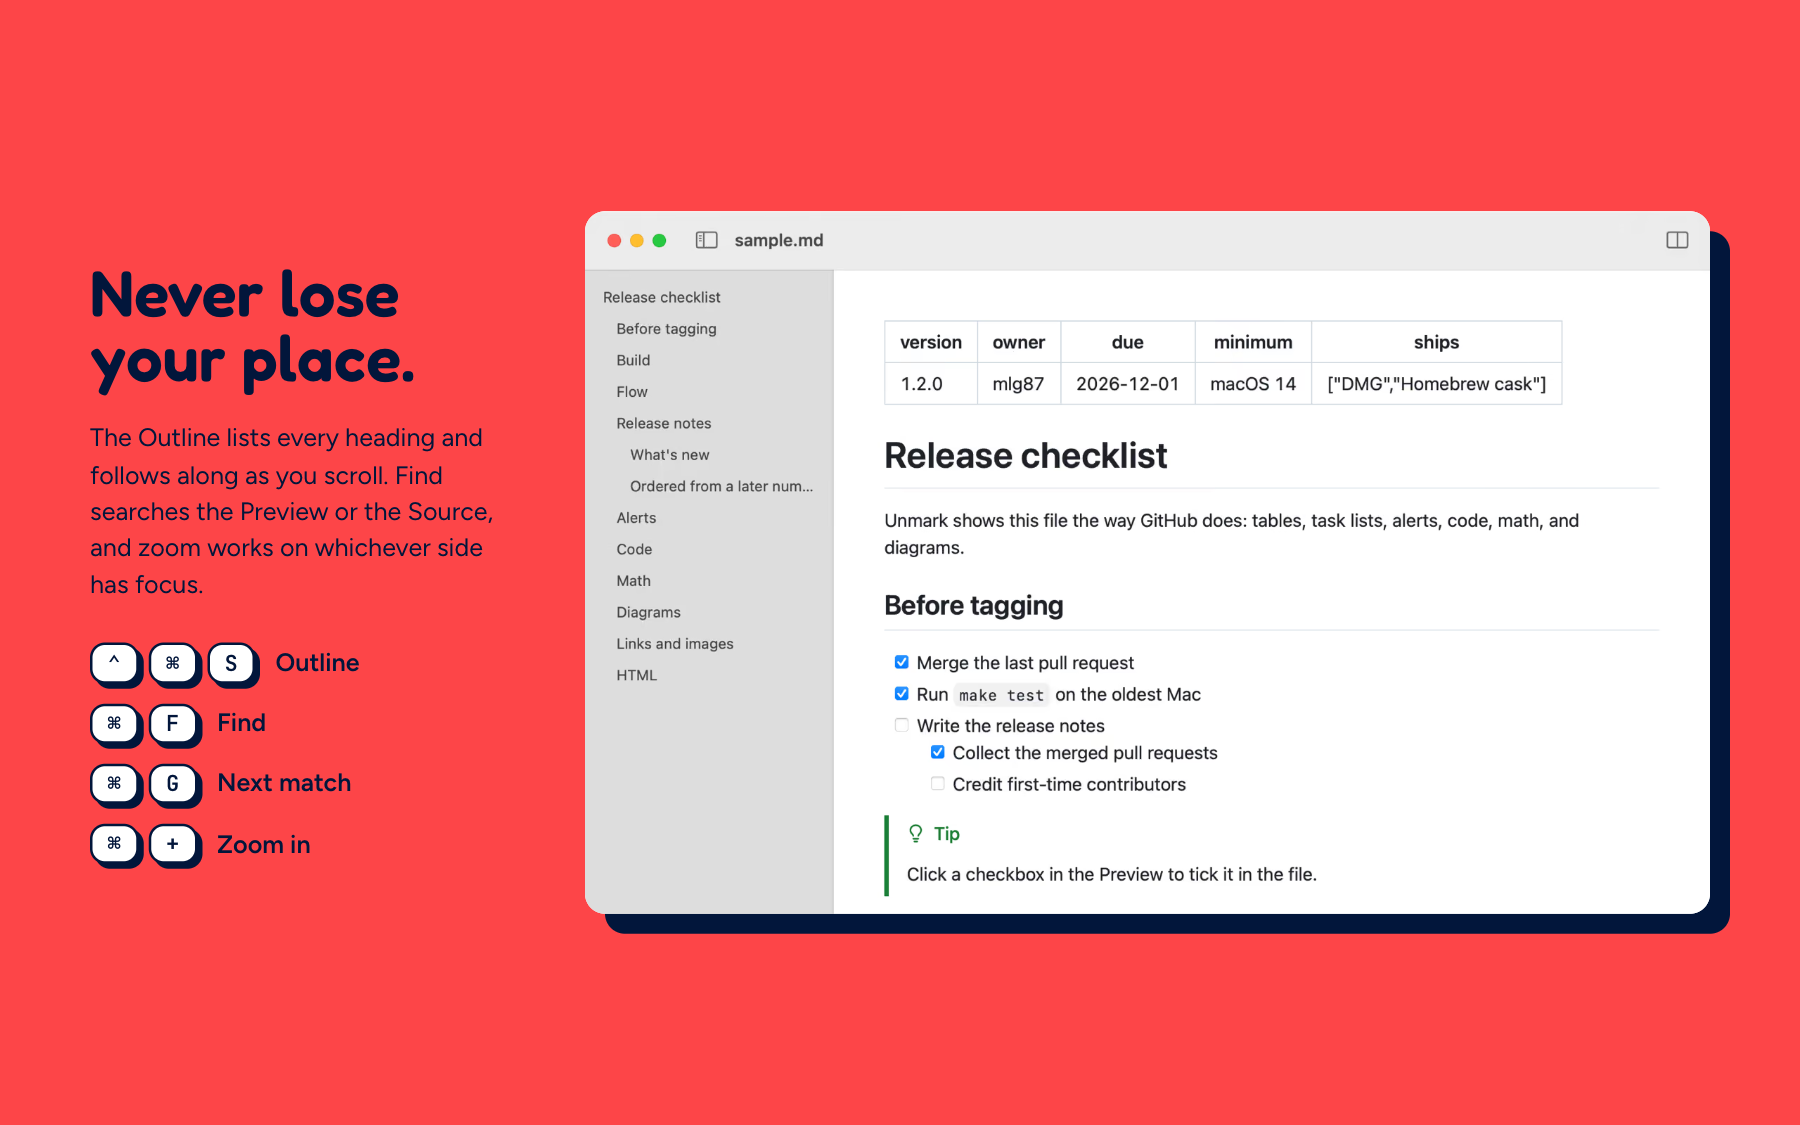 Never lose
your place.
The Outline lists every heading and
follows along as you scroll. Find
searches the Preview or the Source,
and zoom works on whichever side
has focus.
^ ⌘ S Outline
⌘ F Find
⌘ G Next match
⌘ + Zoom in
sample.md
Release checklist
Before tagging
Build
Flow
Release notes
What's new
Ordered from a later num...
Alerts
Code
Math
Diagrams
Links and images
HTML
version owner due minimum ships
1.2.0 mlg87 2026-12-01 macOS 14 ["DMG","Homebrew cask"]
Release checklist
Unmark shows this file the way GitHub does: tables, task lists, alerts, code, math, and
diagrams.
Before tagging
Merge the last pull request
Run make test on the oldest Mac
Write the release notes
Collect the merged pull requests
Credit first-time contributors
Tip
Click a checkbox in the Preview to tick it in the file.